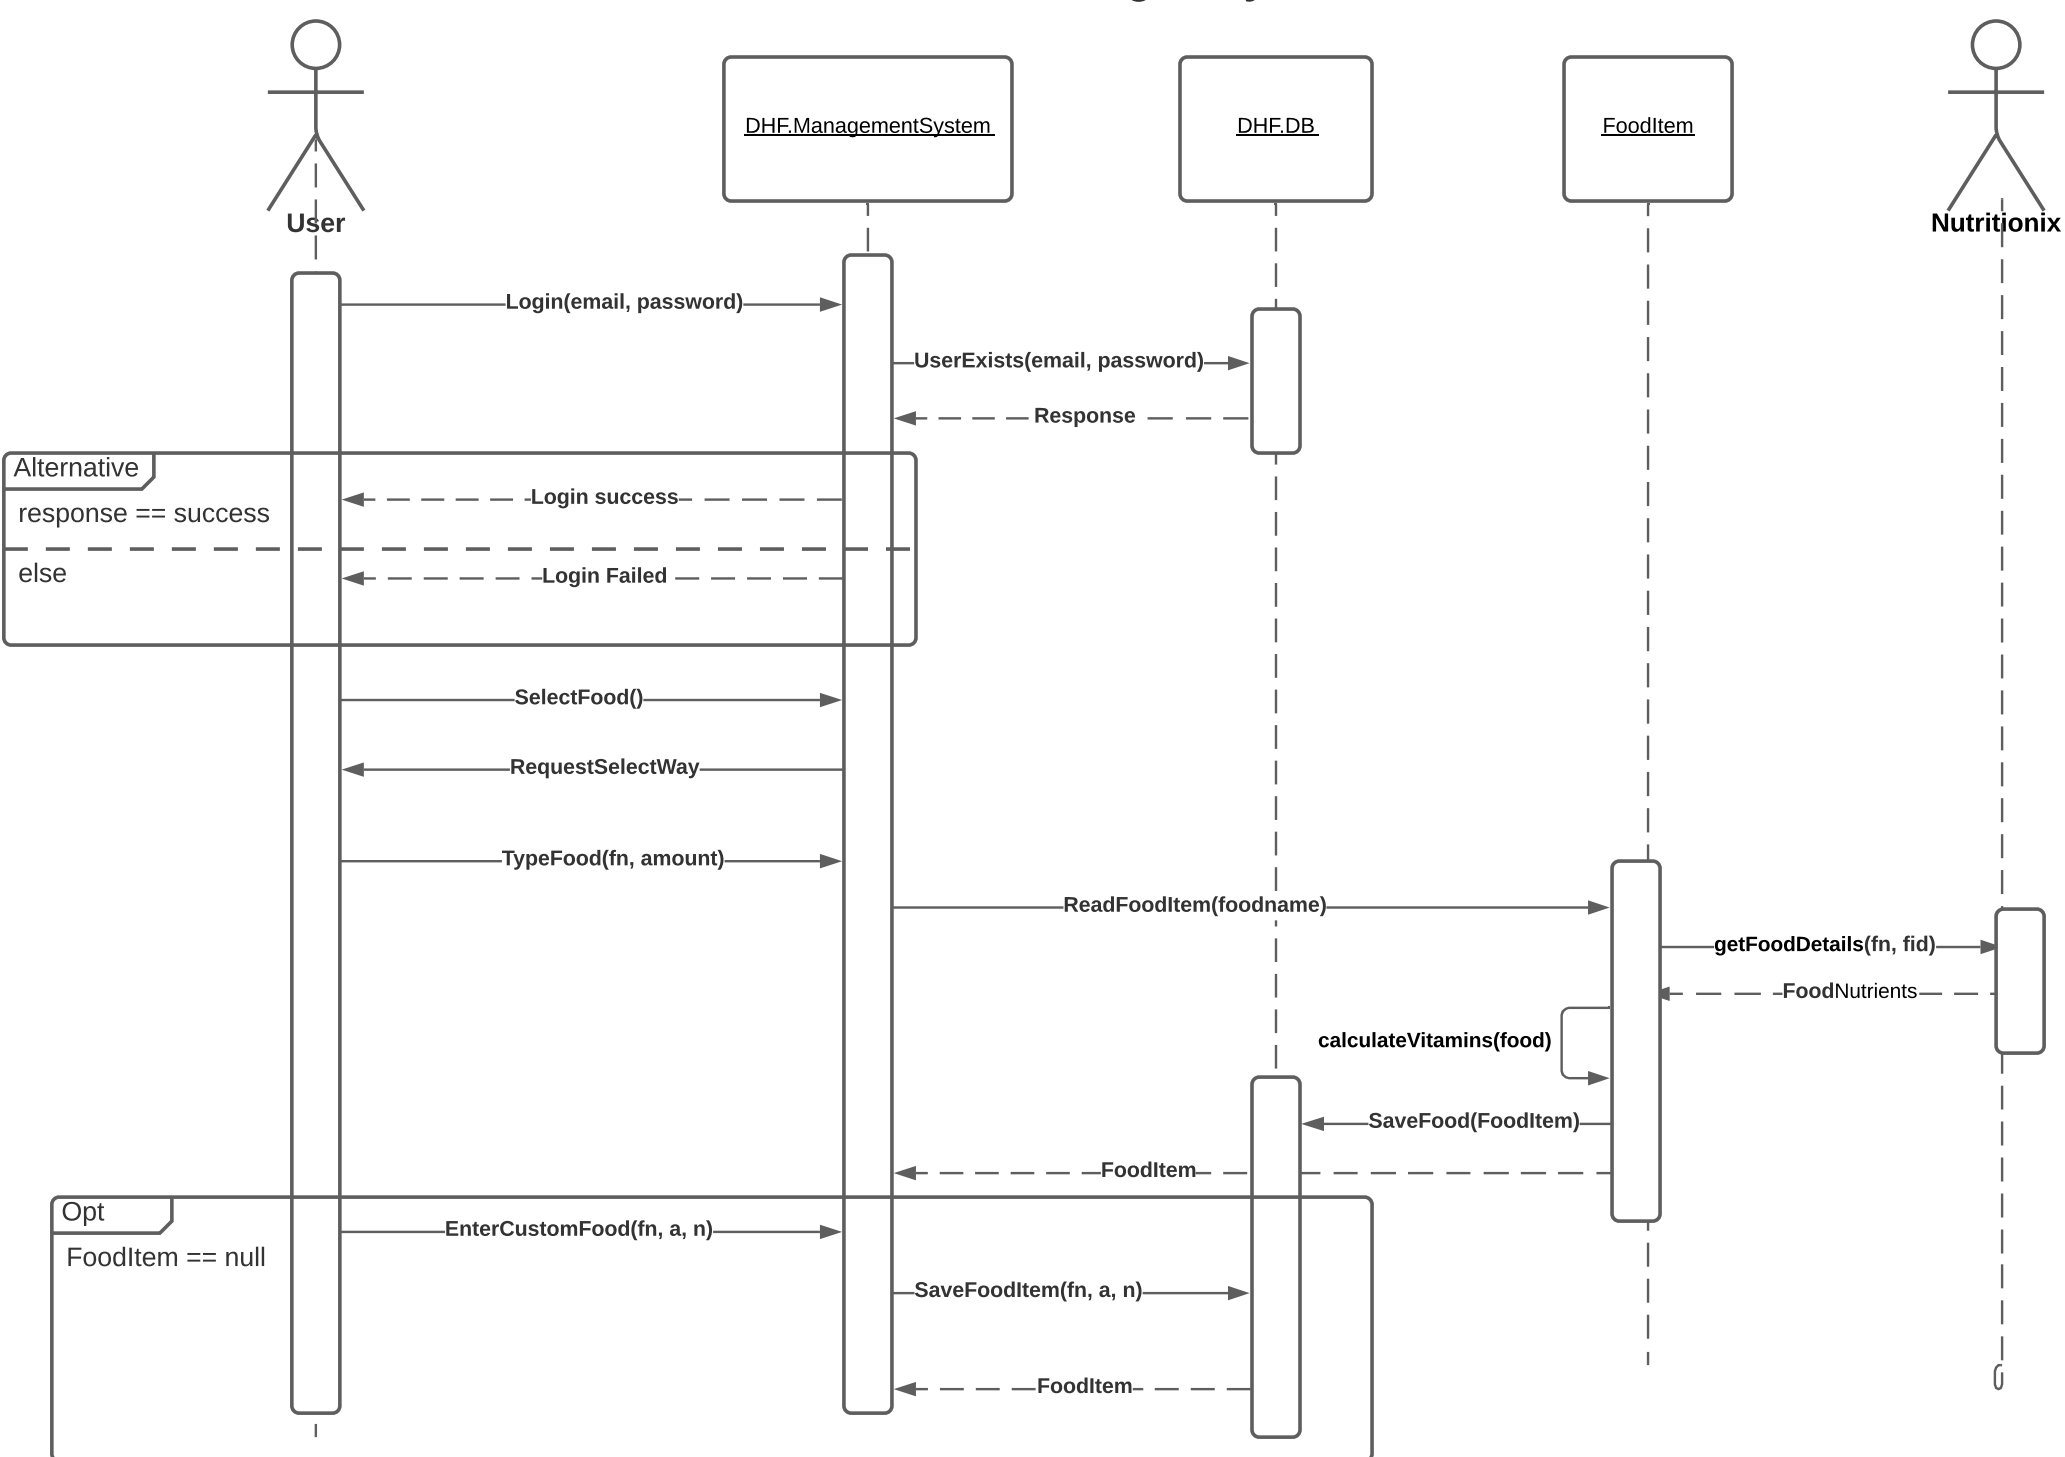 DHF.ManagementSystem
DHF.DB
FoodItem
User
Nutritionix
Login(email, password)
UserExists(email, password)
Response
Alternative
Login success
response == success
else
Login Failed
SelectFood()
RequestSelectWay
TypeFood(fn, amount)
ReadFoodItem(foodname)
getFoodDetails(fn, fid)
FoodNutrients
calculateVitamins(food)
SaveFood(FoodItem)
FoodItem
Opt
EnterCustomFood(fn, a, n)
FoodItem == null
SaveFoodItem(fn, a, n)
FoodItem